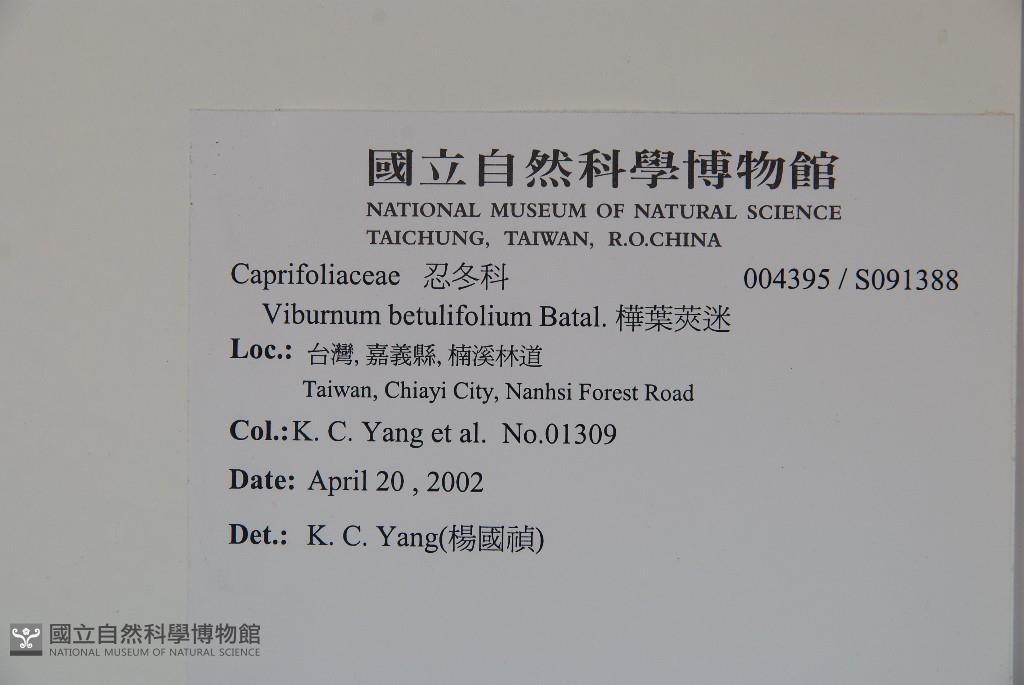 國立自然科學博物館
NATIONAL MUSEUM OF NATURAL SCIENCE
TAICHUNG, TAIWAN, R.O.CHINA
Caprifoliaceae 忍冬科 004395 / S091388
Viburnum betulifolium Batal. 樺葉莢迷
Loc.: 台灣, 嘉義縣, 楠溪林道
Taiwan, Chiayi City, Nanhsi Forest Road
Col.:K. C. Yang et al. No.01309
Date: April 20 , 2002
Det.: K. C. Yang(楊國禎)
國立自然科學博物館
NATIONAL MUSEUM OF NATURAL SCIENCE